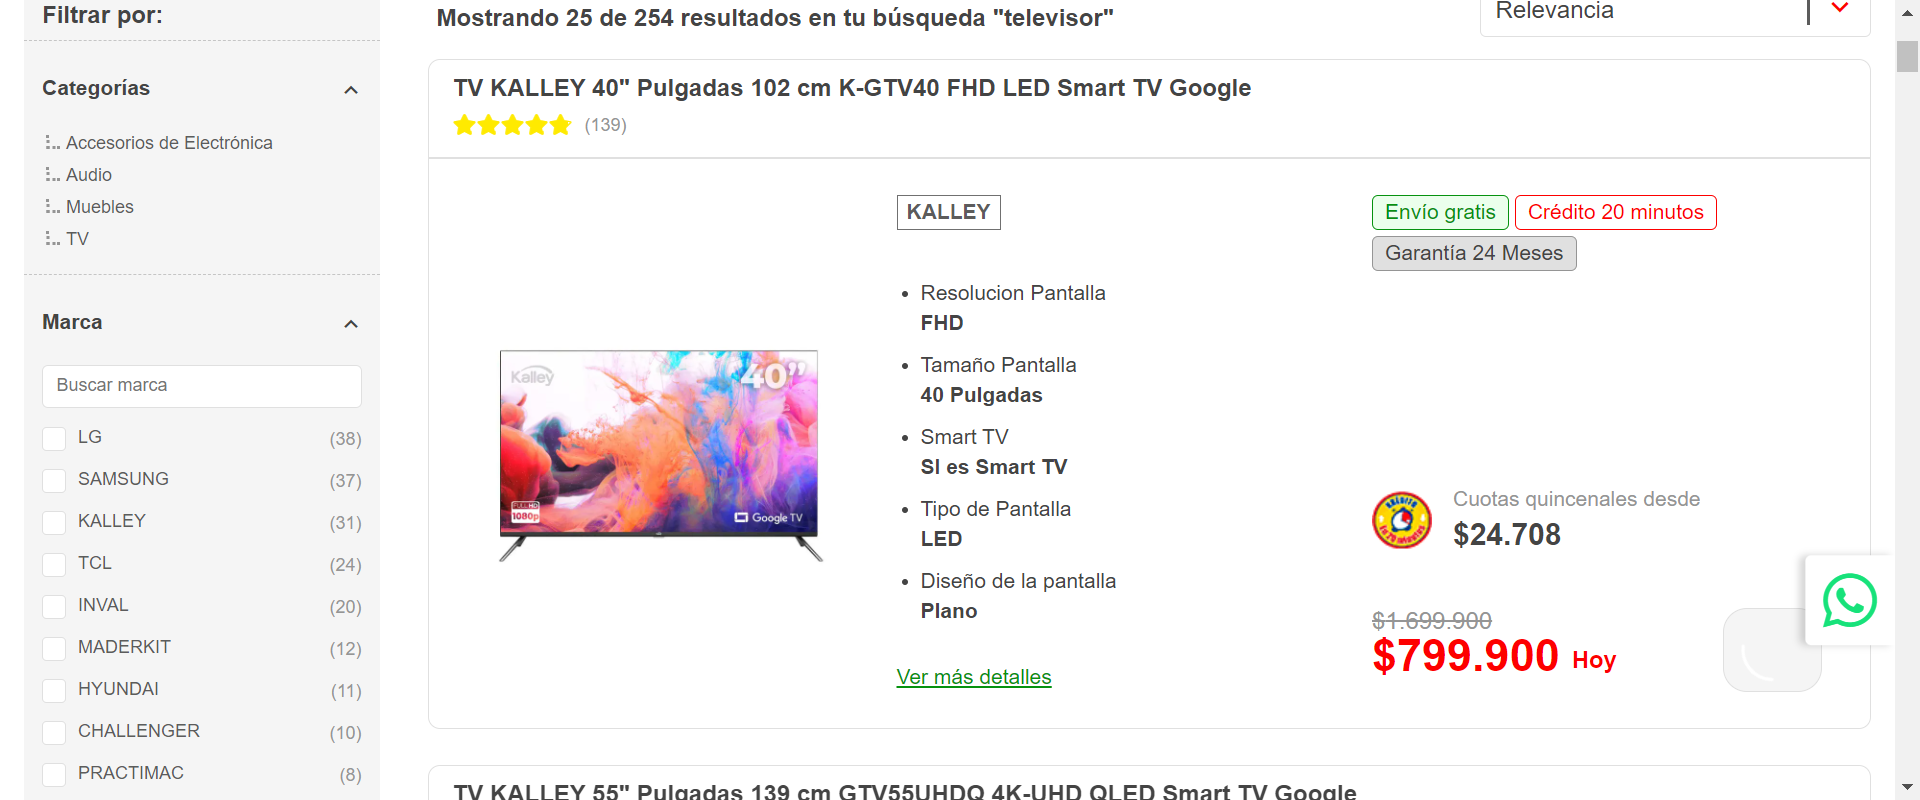 Filtrar por:
Categorías
Accesorios de Electrónica
Audio
Muebles
TV
Marca
Buscar marca
LG (38)
SAMSUNG (37)
KALLEY (31)
TCL (24)
INVAL (20)
MADERKIT (12)
HYUNDAI (11)
CHALLENGER (10)
PRACTIMAC (8)
Mostrando 25 de 254 resultados en tu búsqueda "televisor"
Relevancia
TV KALLEY 40" Pulgadas 102 cm K-GTV40 FHD LED Smart TV Google
(139)
Kalley
40”
FULL HD
1080p
Google TV
KALLEY
Resolucion Pantalla
FHD
Tamaño Pantalla
40 Pulgadas
Smart TV
SI es Smart TV
Tipo de Pantalla
LED
Diseño de la pantalla
Plano
Ver más detalles
Envío gratis
Crédito 20 minutos
Garantía 24 Meses
Cuotas quincenales desde
$24.708
$1.699.900
$799.900 Hoy
TV KALLEY 55" Pulgadas 139 cm GTV55UHDQ 4K-UHD QLED Smart TV Google